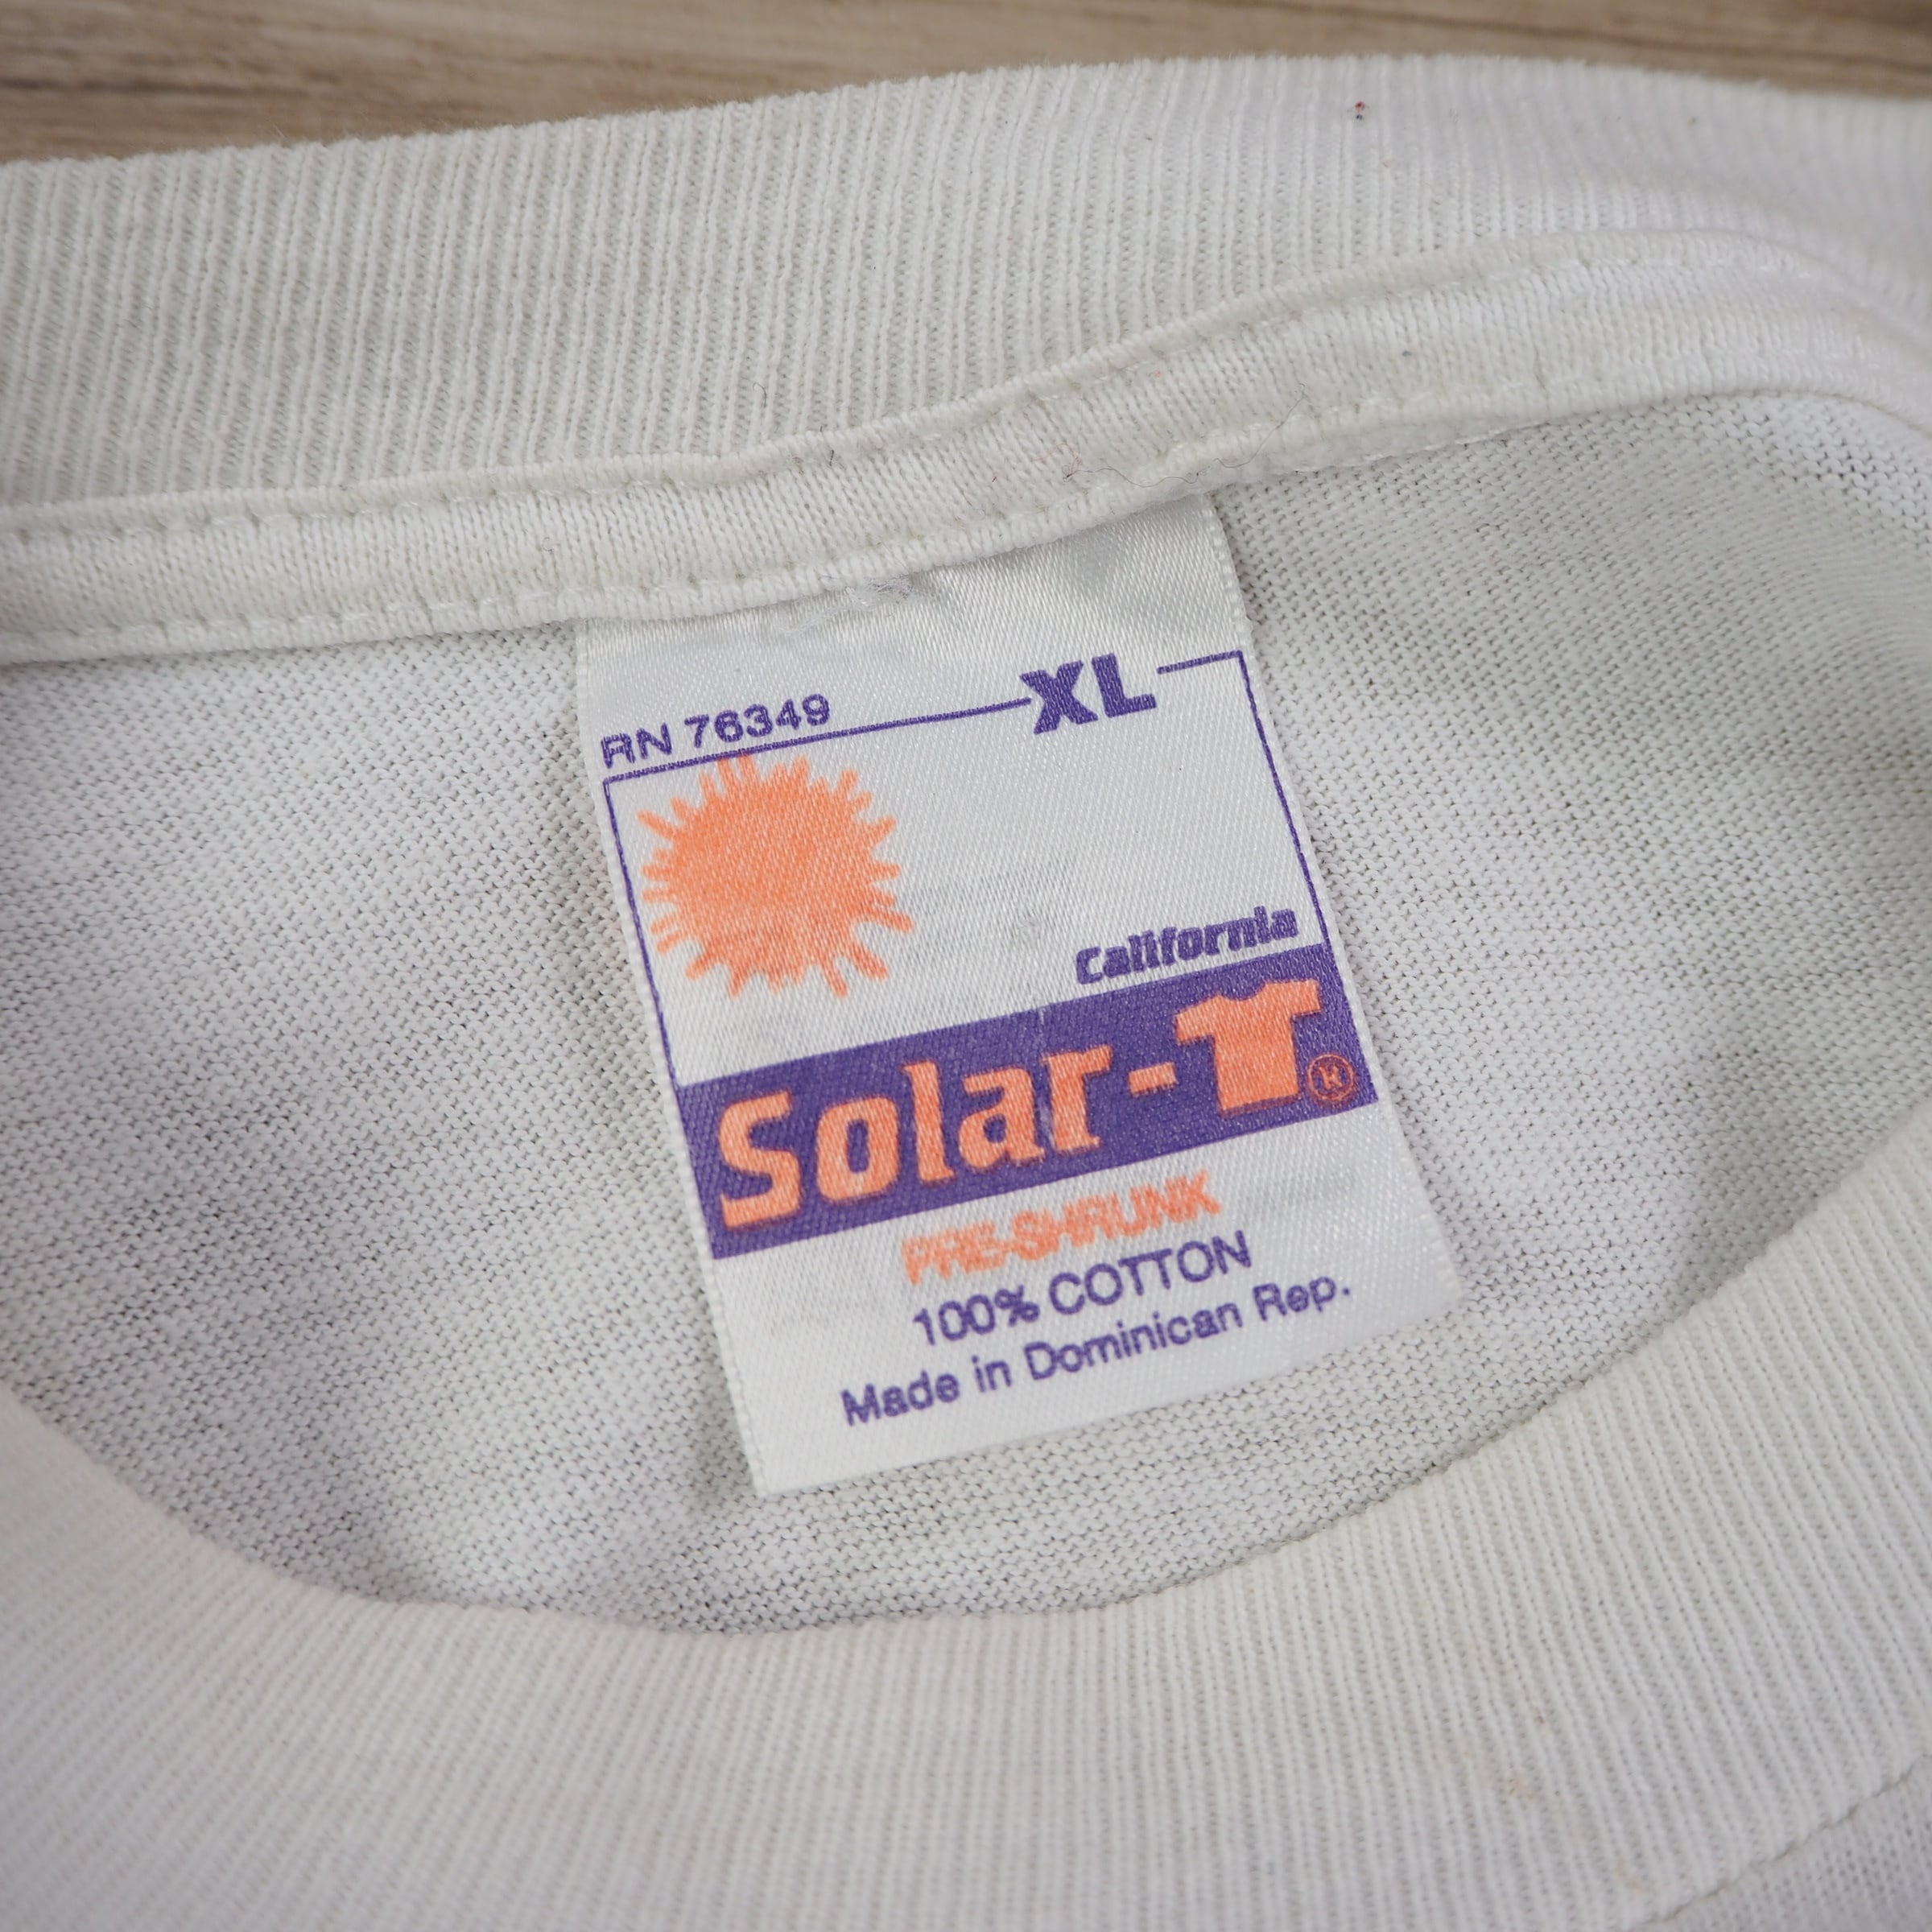 RN 76349 XL
California
Solar-T®
PRE-SHRUNK
100% COTTON
Made in Dominican Rep.